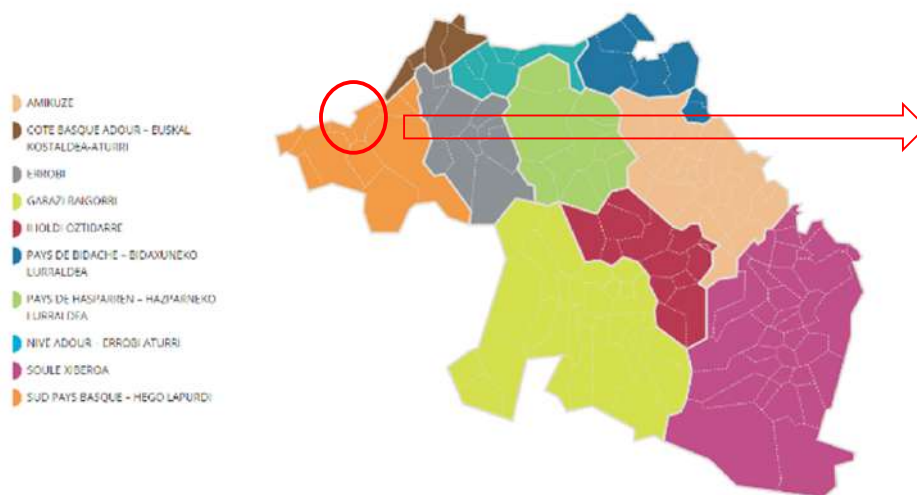 AMIKUZE
COTE BASQUE ADOUR – EUSKAL
KOSTALDEA-ATURRI
ERROBI
GARAZI BAIGORRI
IHOLDI OZTIBARRE
PAYS DE BIDACHE – BIDAXUNEKO
LURRALDEA
PAYS DE HASPARREN – HAZPARNEKO
LURRALDEA
NIVE ADOUR – ERROBI ATURRI
SOULE XIBEROA
SUD PAYS BASQUE – HEGO LAPURDI